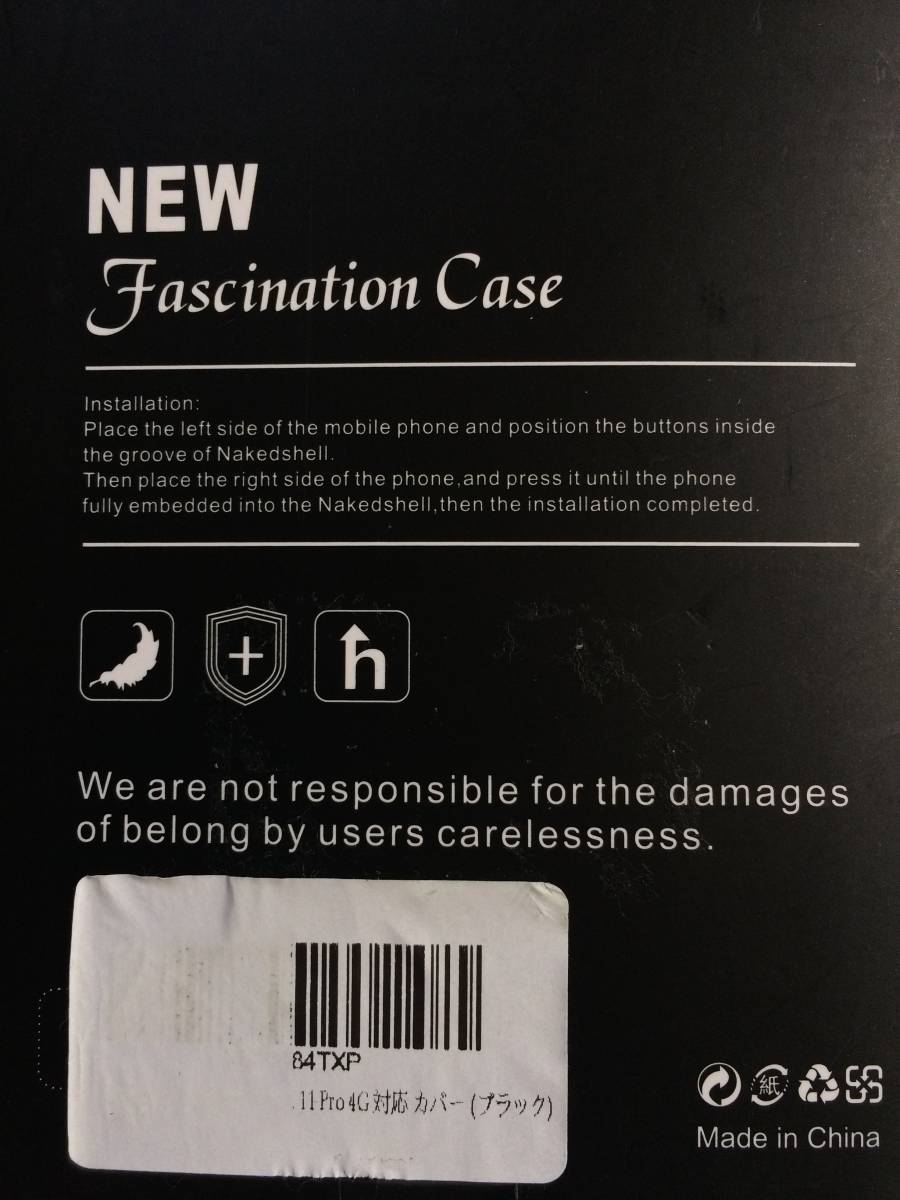 NEW
Fascination Case
Installation:
Place the left side of the mobile phone and position the buttons inside
the groove of Nakedshell.
Then place the right side of the phone,and press it until the phone
fully embedded into the Nakedshell,then the installation completed.
We are not responsible for the damages
of belong by users carelessness.
84TXP
11 Pro 4G 対応 カバー (ブラック)
紙
Made in China